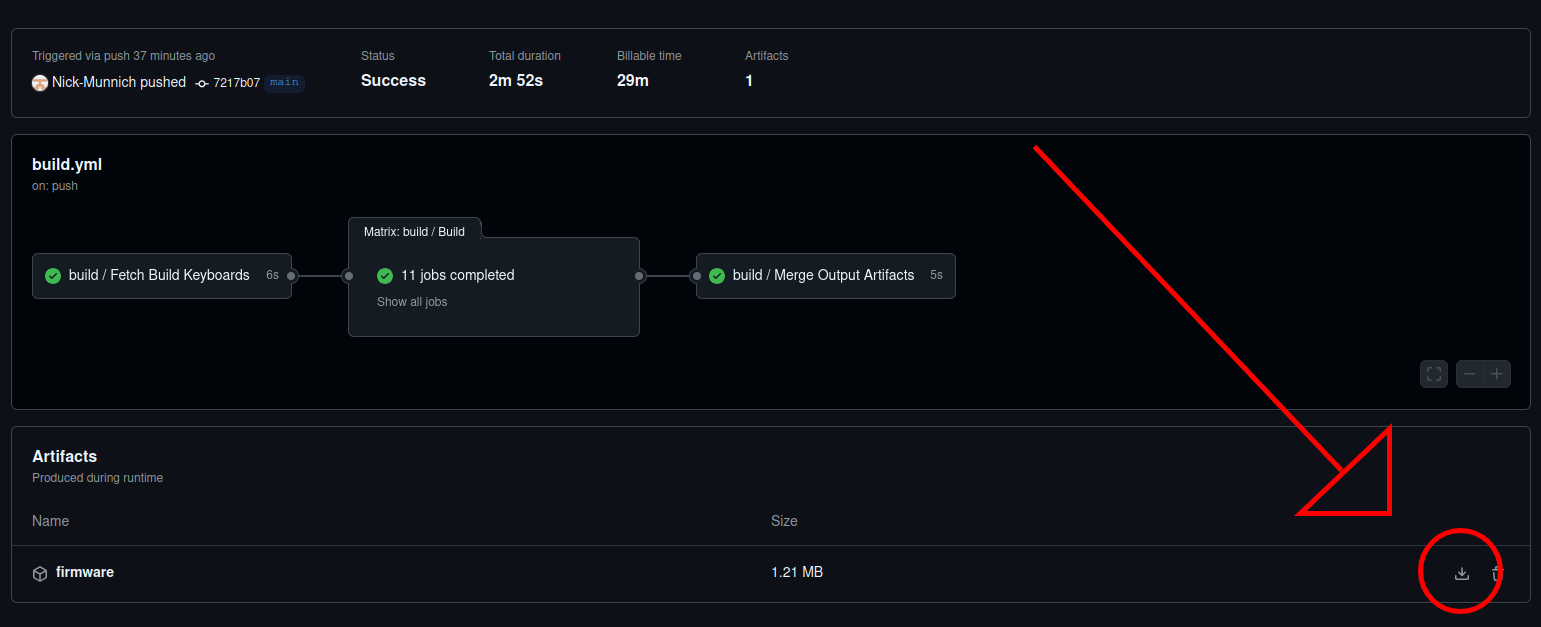 Triggered via push 37 minutes ago
Nick-Munnich pushed 7217b07 main
Status
Success
Total duration
2m 52s
Billable time
29m
Artifacts
1
build.yml
on: push
build / Fetch Build Keyboards 6s
Matrix: build / Build
11 jobs completed
Show all jobs
build / Merge Output Artifacts 5s
Artifacts
Produced during runtime
Name Size
firmware 1.21 MB